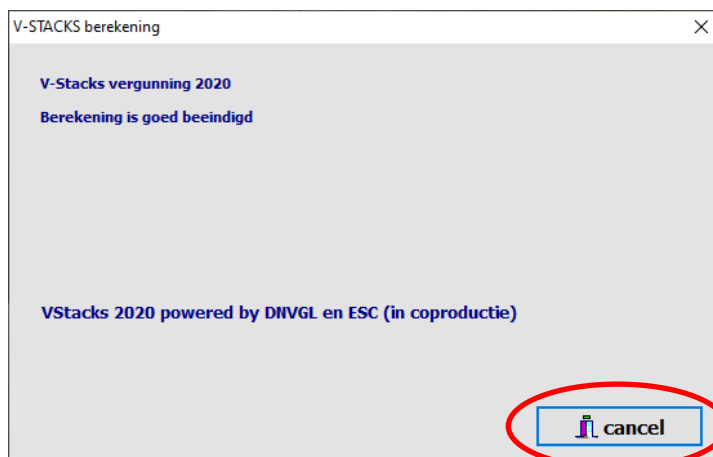 V-STACKS berekening
V-Stacks vergunning 2020
Berekening is goed beeindigd
VStacks 2020 powered by DNVGL en ESC (in coproductie)
cancel